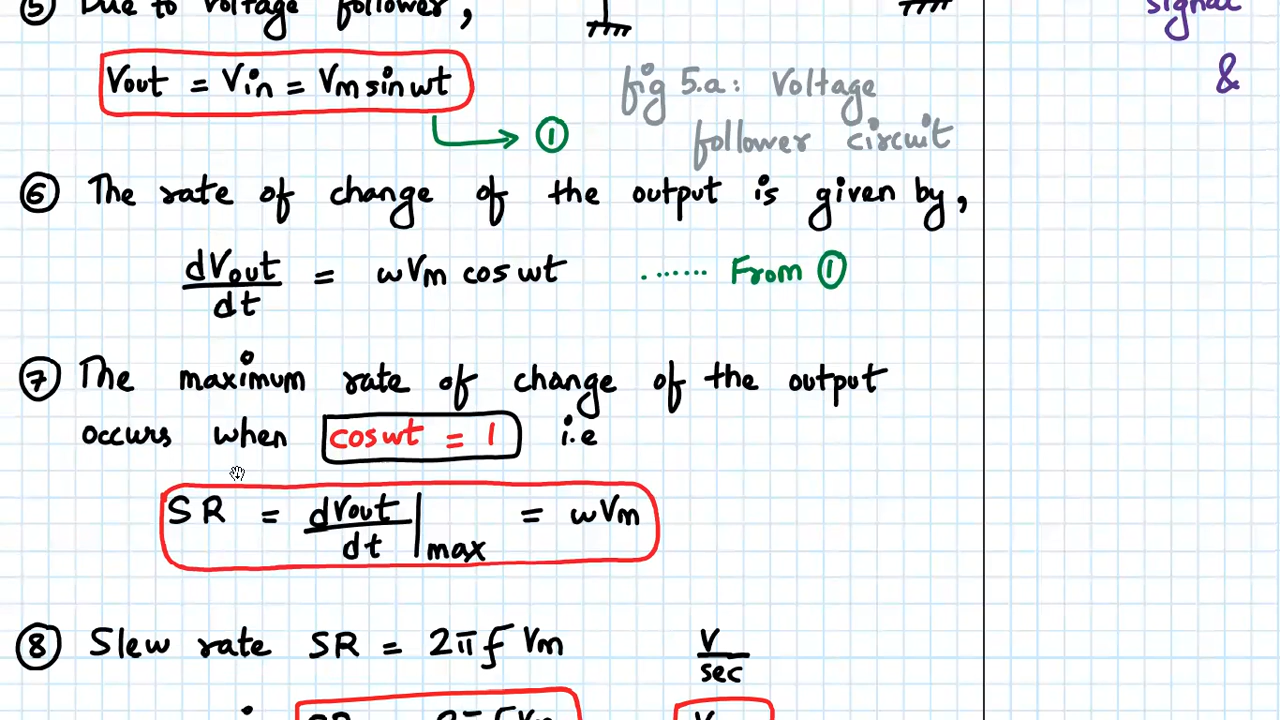 ⑤ Due to voltage follower,
Vout = Vin = Vm sin wt
→ ①
fig 5.a: Voltage
follower circuit
signal
&
⑥ The rate of change of the output is given by,
dVout/dt = wVm cos wt ...... From ①
⑦ The maximum rate of change of the output
occurs when cos wt = 1 i.e
SR = dVout/dt |max = wVm
⑧ Slew rate SR = 2πf Vm V/sec